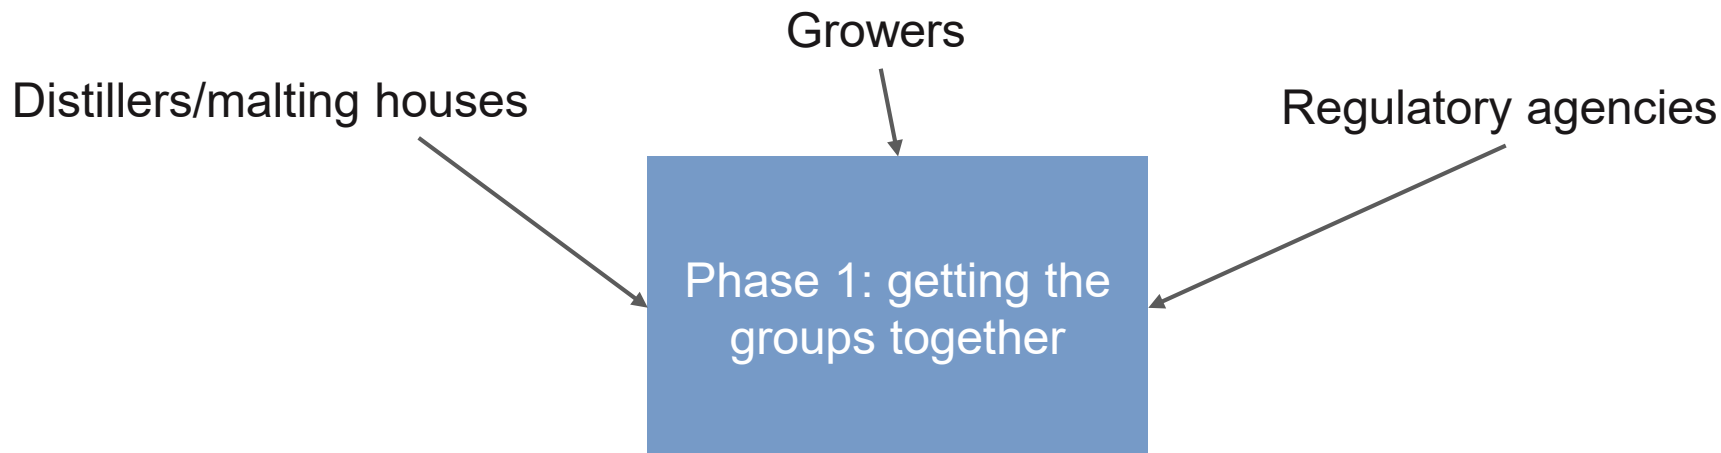 Growers
Distillers/malting houses
Regulatory agencies
Phase 1: getting the
groups together